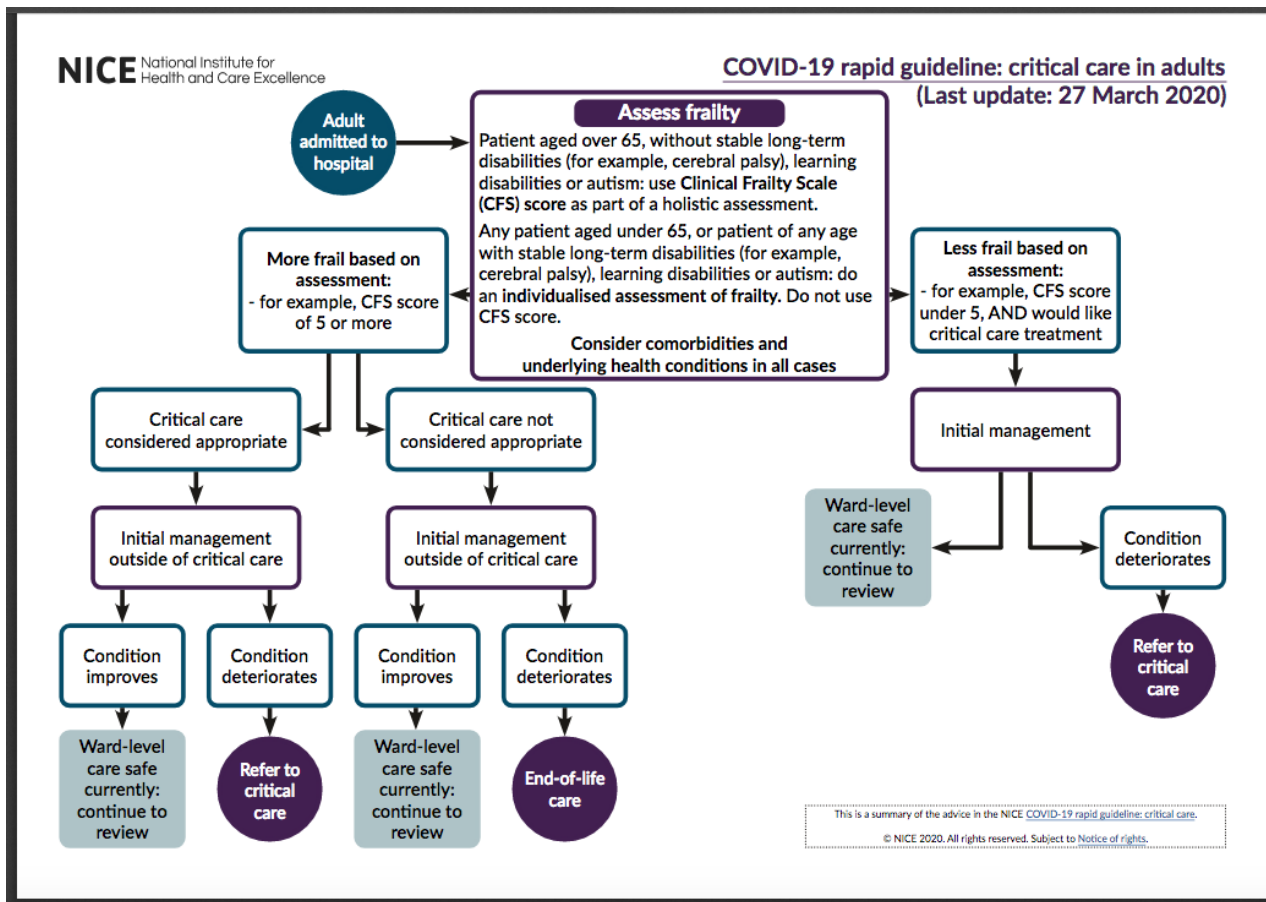 NICE National Institute for
Health and Care Excellence
COVID-19 rapid guideline: critical care in adults
(Last update: 27 March 2020)
Adult
admitted to
hospital
Assess frailty
Patient aged over 65, without stable long-term
disabilities (for example, cerebral palsy), learning
disabilities or autism: use Clinical Frailty Scale
(CFS) score as part of a holistic assessment.
Any patient aged under 65, or patient of any age
with stable long-term disabilities (for example,
cerebral palsy), learning disabilities or autism: do
an individualised assessment of frailty. Do not use
CFS score.
Consider comorbidities and
underlying health conditions in all cases
More frail based on
assessment:
- for example, CFS score
of 5 or more
Less frail based on
assessment:
- for example, CFS score
under 5, AND would like
critical care treatment
Critical care
considered appropriate
Critical care not
considered appropriate
Initial management
Initial management
outside of critical care
Initial management
outside of critical care
Ward-level
care safe
currently:
continue to
review
Condition
deteriorates
Refer to
critical
care
Condition
improves
Condition
deteriorates
Condition
improves
Condition
deteriorates
Ward-level
care safe
currently:
continue to
review
Refer to
critical
care
Ward-level
care safe
currently:
continue to
review
End-of-life
care
This is a summary of the advice in the NICE COVID-19 rapid guideline: critical care.
© NICE 2020. All rights reserved. Subject to Notice of rights.